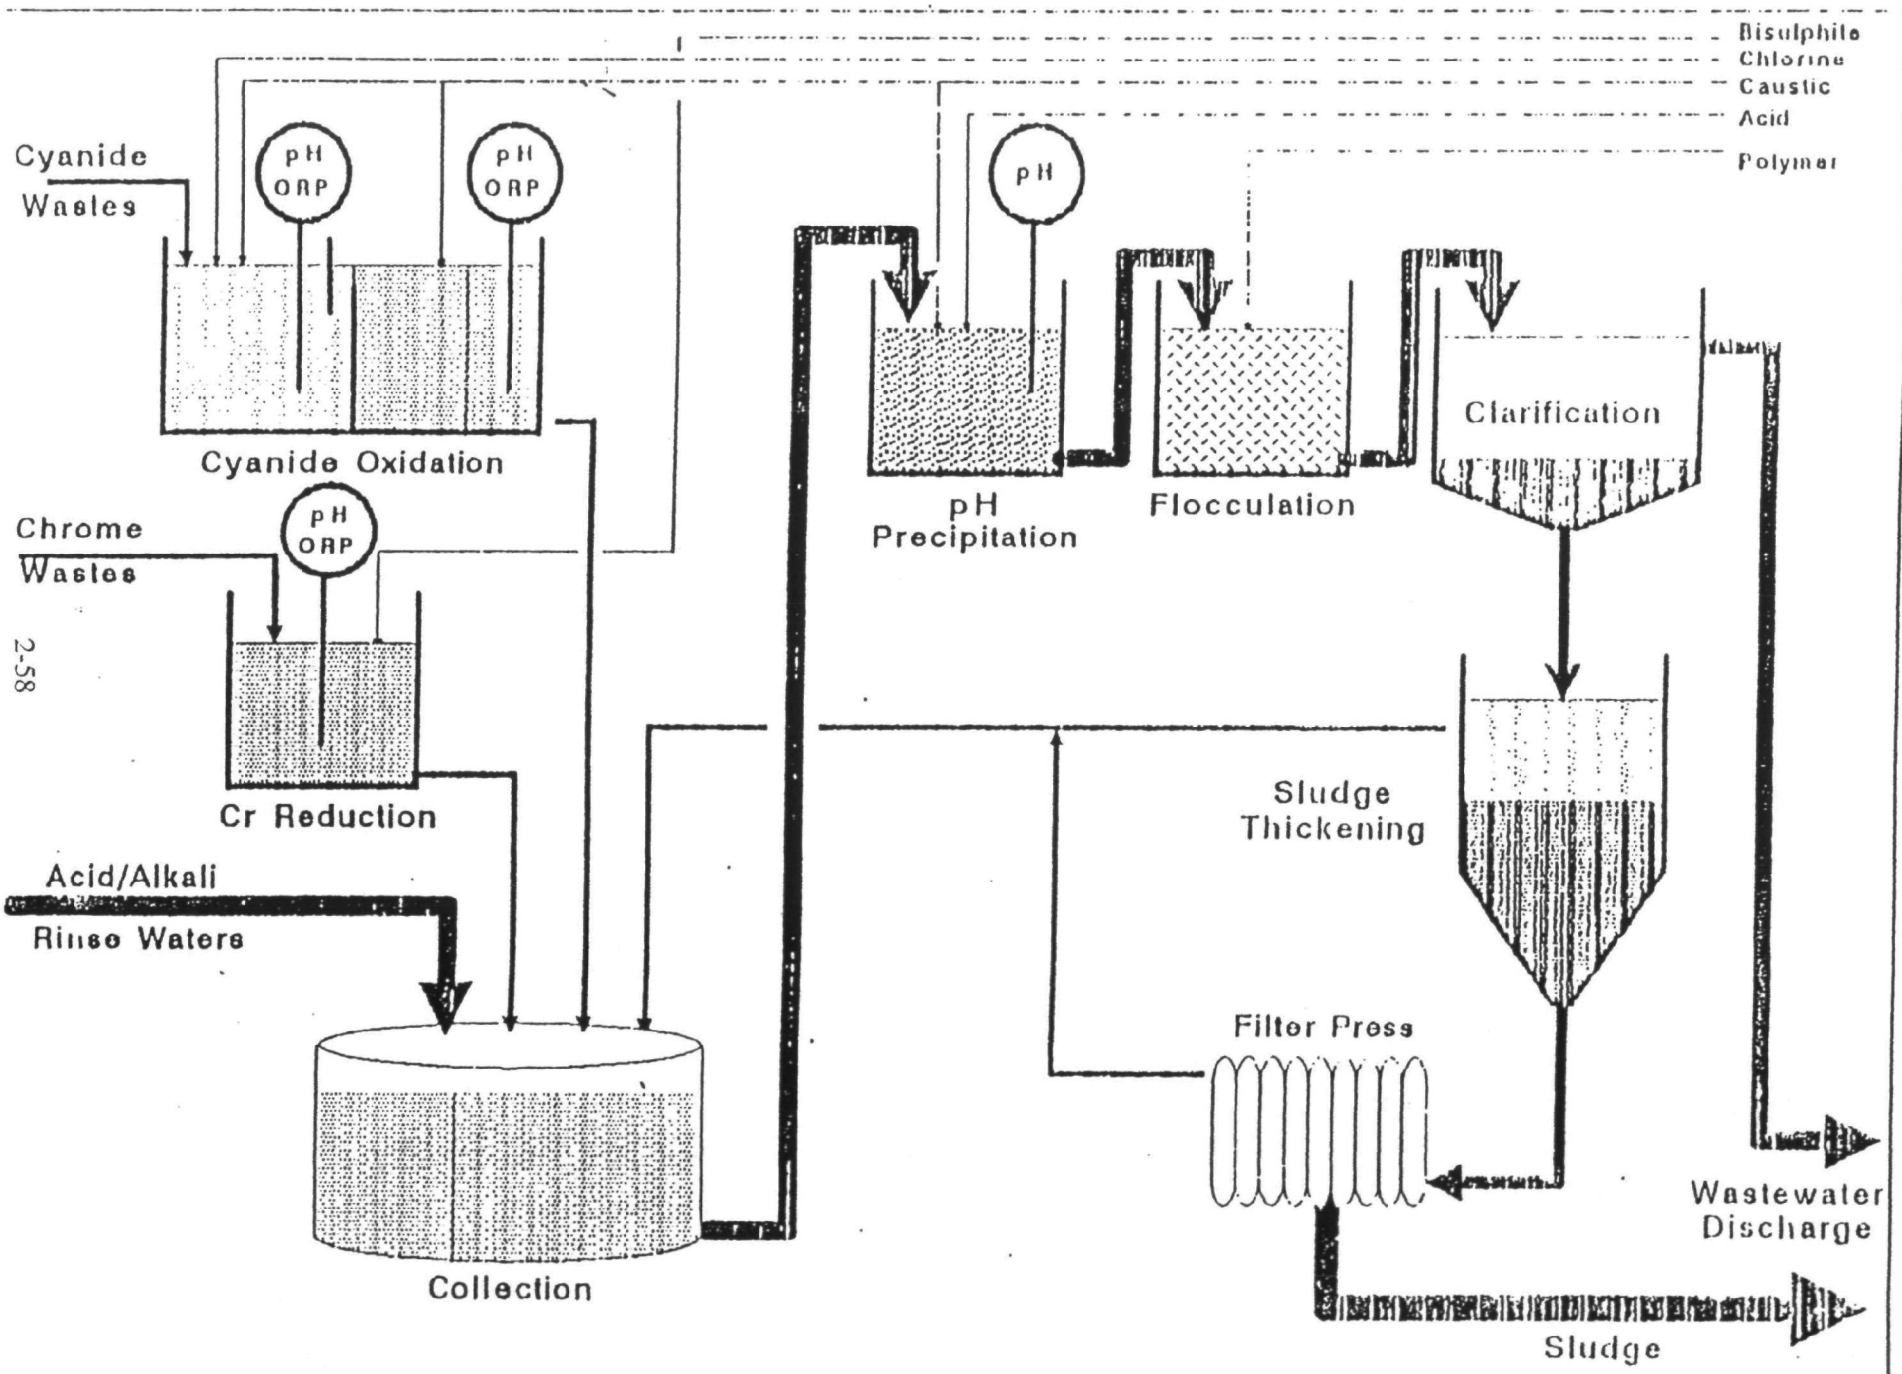 Bisulphite
Chlorine
Caustic
Acid
Polymer
Cyanide
Wastes
pH
ORP
pH
ORP
pH
Cyanide Oxidation
Clarification
pH
Precipitation
Flocculation
Chrome
Wastes
pH
ORP
2-58
Cr Reduction
Sludge
Thickening
Acid/Alkali
Rinse Waters
Filter Press
Collection
Wastewater
Discharge
Sludge